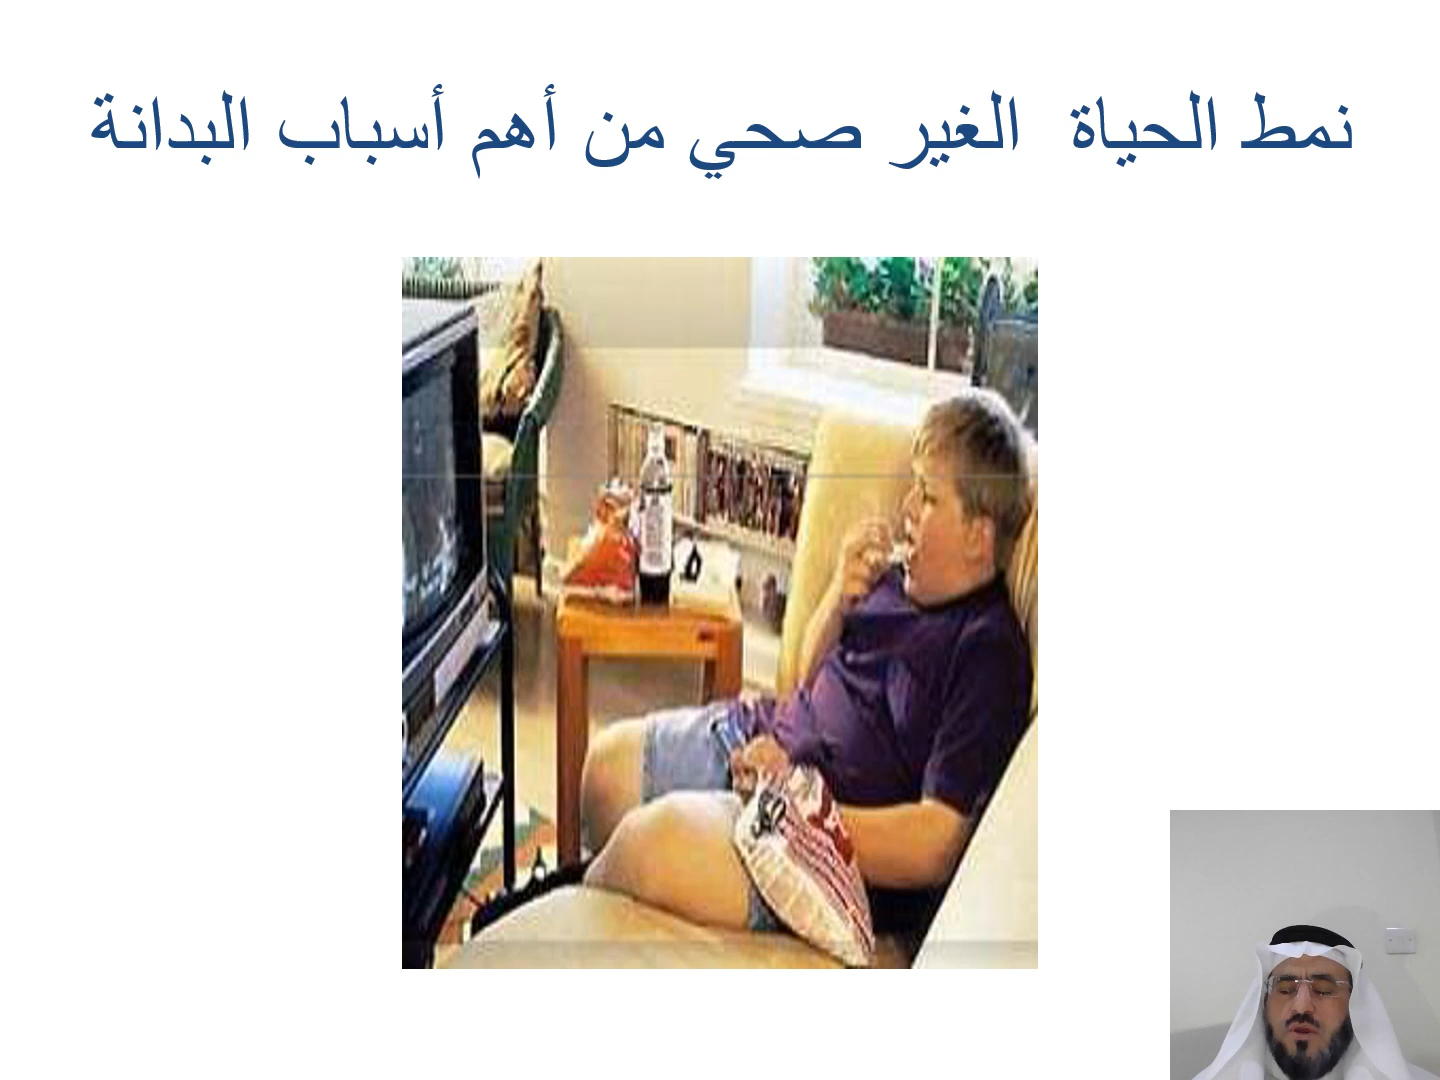 نمط الحياة  الغير صحي من أهم أسباب البدانة